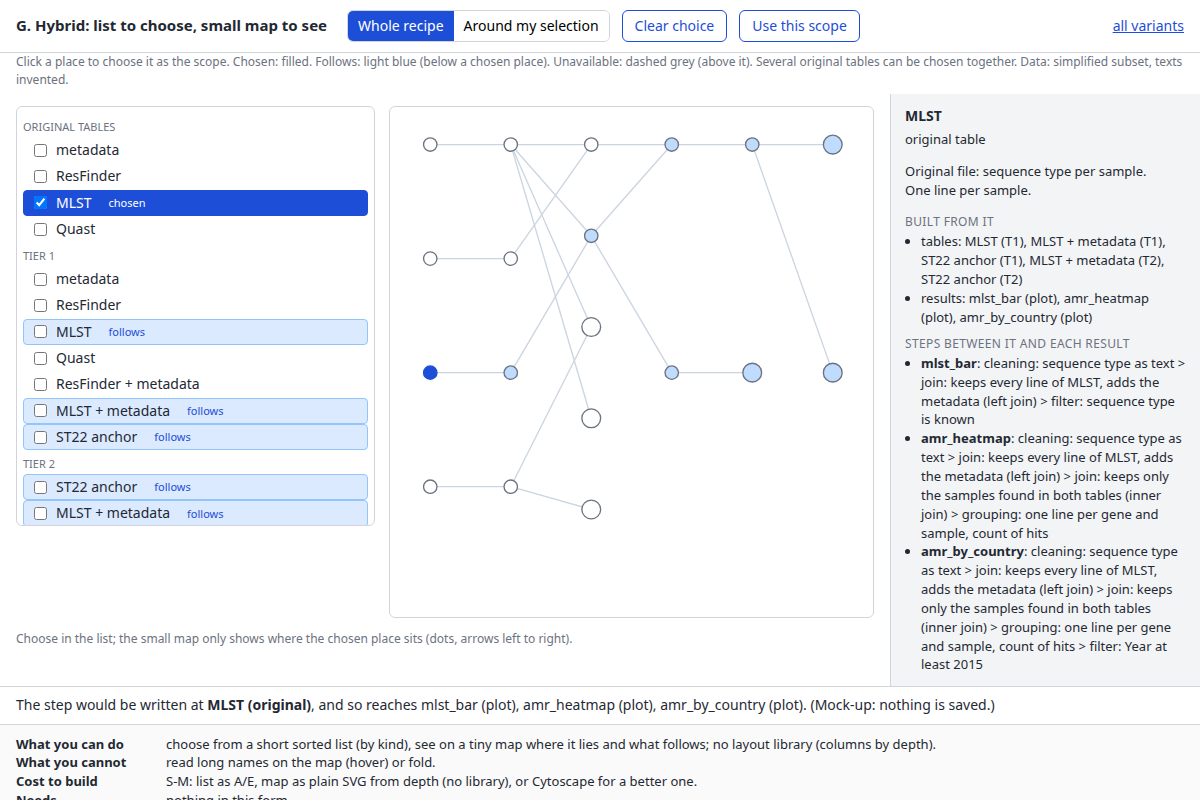 G. Hybrid: list to choose, small map to see
Whole recipe
Around my selection
Clear choice
Use this scope
all variants
Click a place to choose it as the scope. Chosen: filled. Follows: light blue (below a chosen place). Unavailable: dashed grey (above it). Several original tables can be chosen together. Data: simplified subset, texts
invented.
ORIGINAL TABLES
metadata
ResFinder
MLST chosen
Quast
TIER 1
metadata
ResFinder
MLST follows
Quast
ResFinder + metadata
MLST + metadata follows
ST22 anchor follows
TIER 2
ST22 anchor follows
MLST + metadata follows
Choose in the list; the small map only shows where the chosen place sits (dots, arrows left to right).
MLST
original table
Original file: sequence type per sample.
One line per sample.
BUILT FROM IT
tables: MLST (T1), MLST + metadata (T1),
ST22 anchor (T1), MLST + metadata (T2),
ST22 anchor (T2)
results: mlst_bar (plot), amr_heatmap
(plot), amr_by_country (plot)
STEPS BETWEEN IT AND EACH RESULT
mlst_bar: cleaning: sequence type as text >
join: keeps every line of MLST, adds the
metadata (left join) > filter: sequence type
is known
amr_heatmap: cleaning: sequence type as
text > join: keeps every line of MLST, adds
the metadata (left join) > join: keeps only
the samples found in both tables (inner
join) > grouping: one line per gene and
sample, count of hits
amr_by_country: cleaning: sequence type
as text > join: keeps every line of MLST,
adds the metadata (left join) > join: keeps
only the samples found in both tables
(inner join) > grouping: one line per gene
and sample, count of hits > filter: Year at
least 2015
The step would be written at MLST (original), and so reaches mlst_bar (plot), amr_heatmap (plot), amr_by_country (plot). (Mock-up: nothing is saved.)
What you can do choose from a short sorted list (by kind), see on a tiny map where it lies and what follows; no layout library (columns by depth).
What you cannot read long names on the map (hover) or fold.
Cost to build S-M: list as A/E, map as plain SVG from depth (no library), or Cytoscape for a better one.
Needs nothing in this form